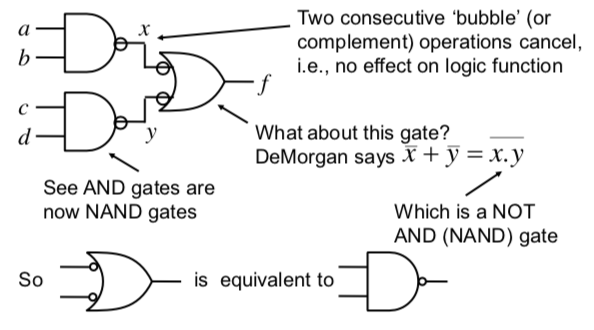 a
b
x
Two consecutive ‘bubble’ (or
complement) operations cancel,
i.e., no effect on logic function
f
c
d
y
What about this gate?
DeMorgan says x̅ + y̅ = x̅.̅y̅
See AND gates are
now NAND gates
Which is a NOT
AND (NAND) gate
So
is equivalent to